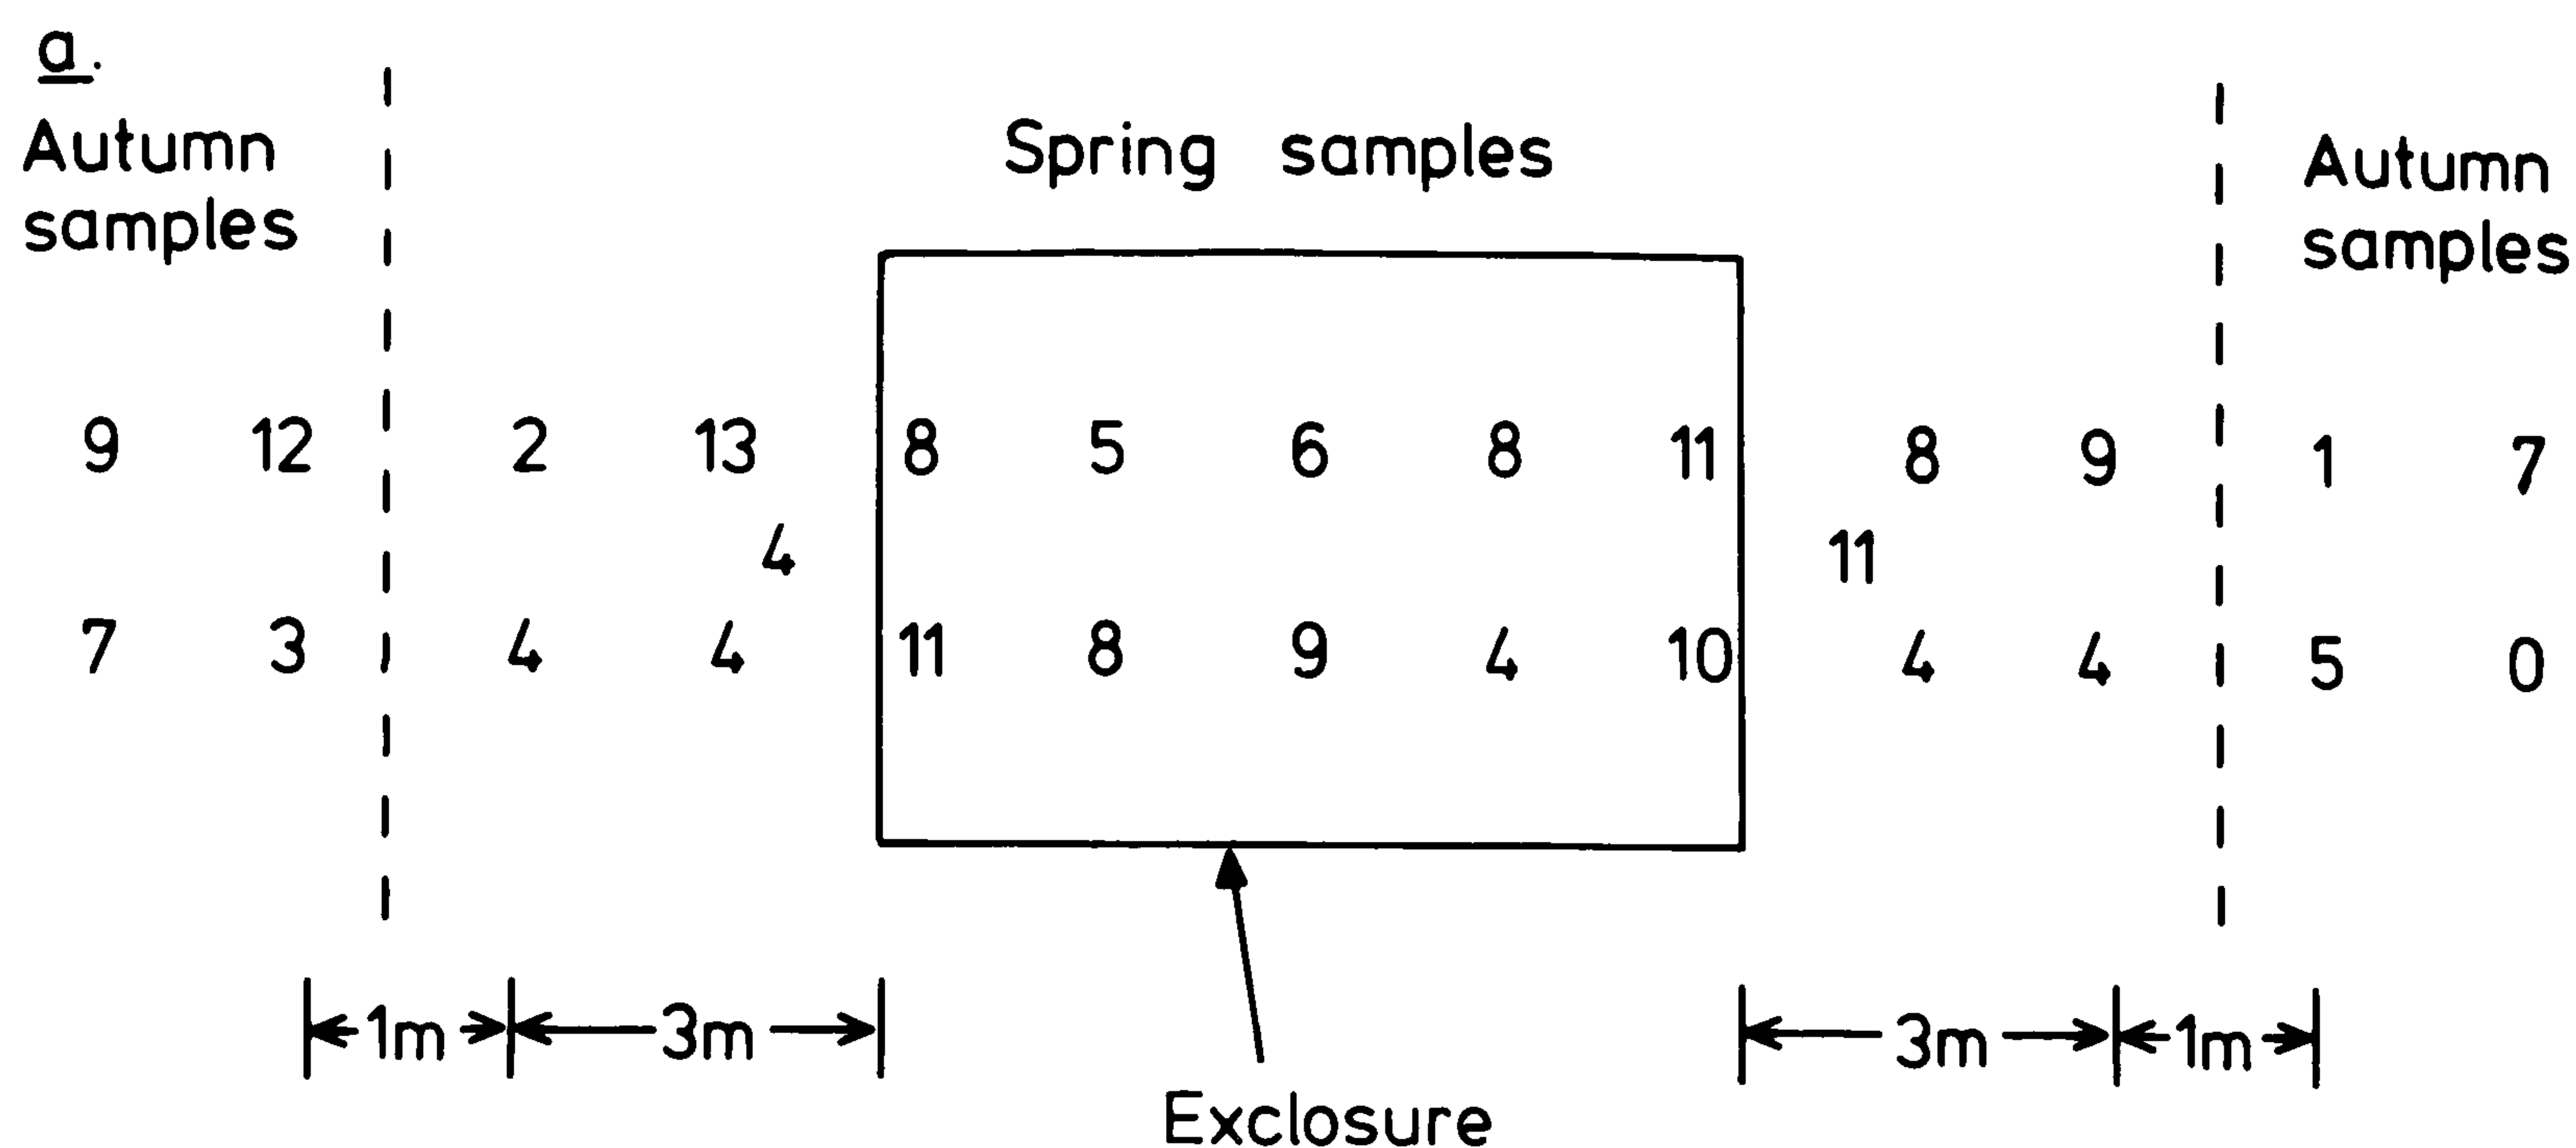 a.
Autumn
samples
Spring samples
Autumn
samples
9 12 2 13 8 5 6 8 11 8 9 1 7
4 11
7 3 4 4 11 8 9 4 10 4 4 5 0
1m 3m 3m 1m
Exclosure